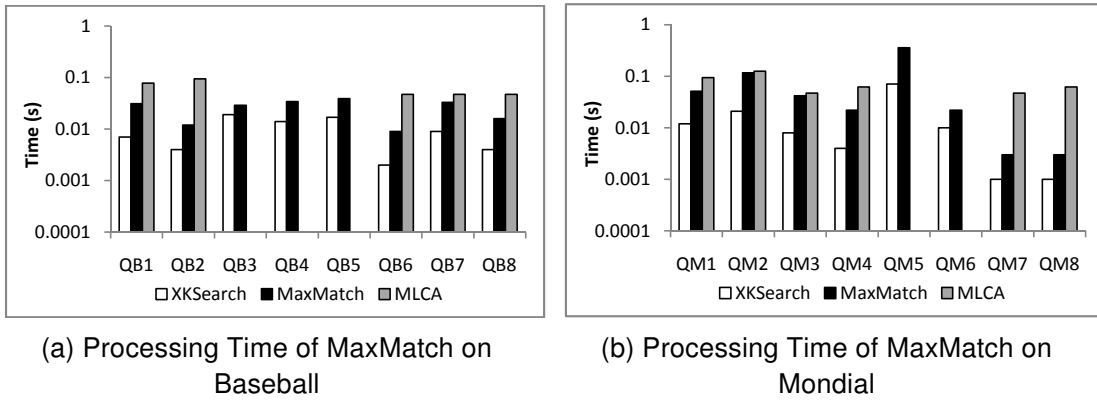 1
0.1
0.01
0.001
0.0001
Time (s)
QB1 QB2 QB3 QB4 QB5 QB6 QB7 QB8
XKSearch MaxMatch MLCA
(a) Processing Time of MaxMatch on
Baseball
1
0.1
0.01
0.001
0.0001
Time (s)
QM1 QM2 QM3 QM4 QM5 QM6 QM7 QM8
XKSearch MaxMatch MLCA
(b) Processing Time of MaxMatch on
Mondial